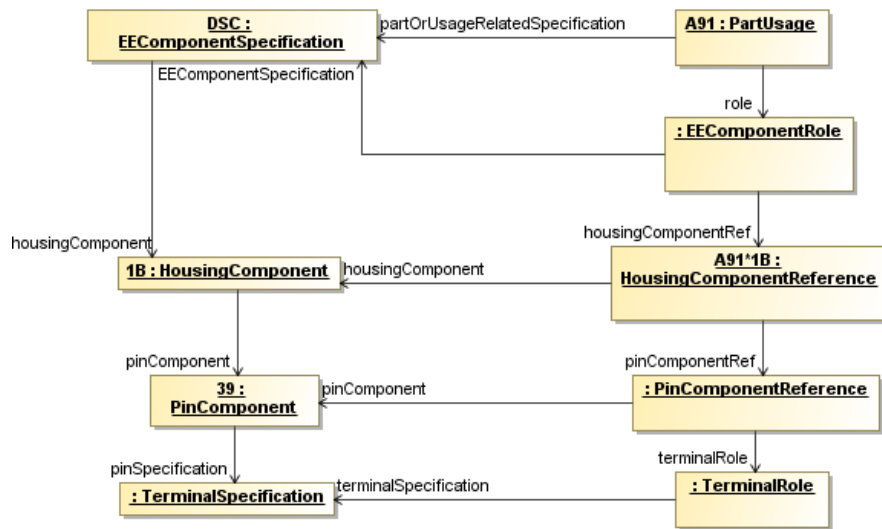 DSC :
EEComponentSpecification
partOrUsageRelatedSpecification
A91 : PartUsage
EEComponentSpecification
role
: EEComponentRole
housingComponent
housingComponentRef
1B : HousingComponent
housingComponent
A91*1B :
HousingComponentReference
pinComponent
pinComponentRef
39 :
PinComponent
pinComponent
: PinComponentReference
pinSpecification
terminalRole
: TerminalSpecification
terminalSpecification
: TerminalRole